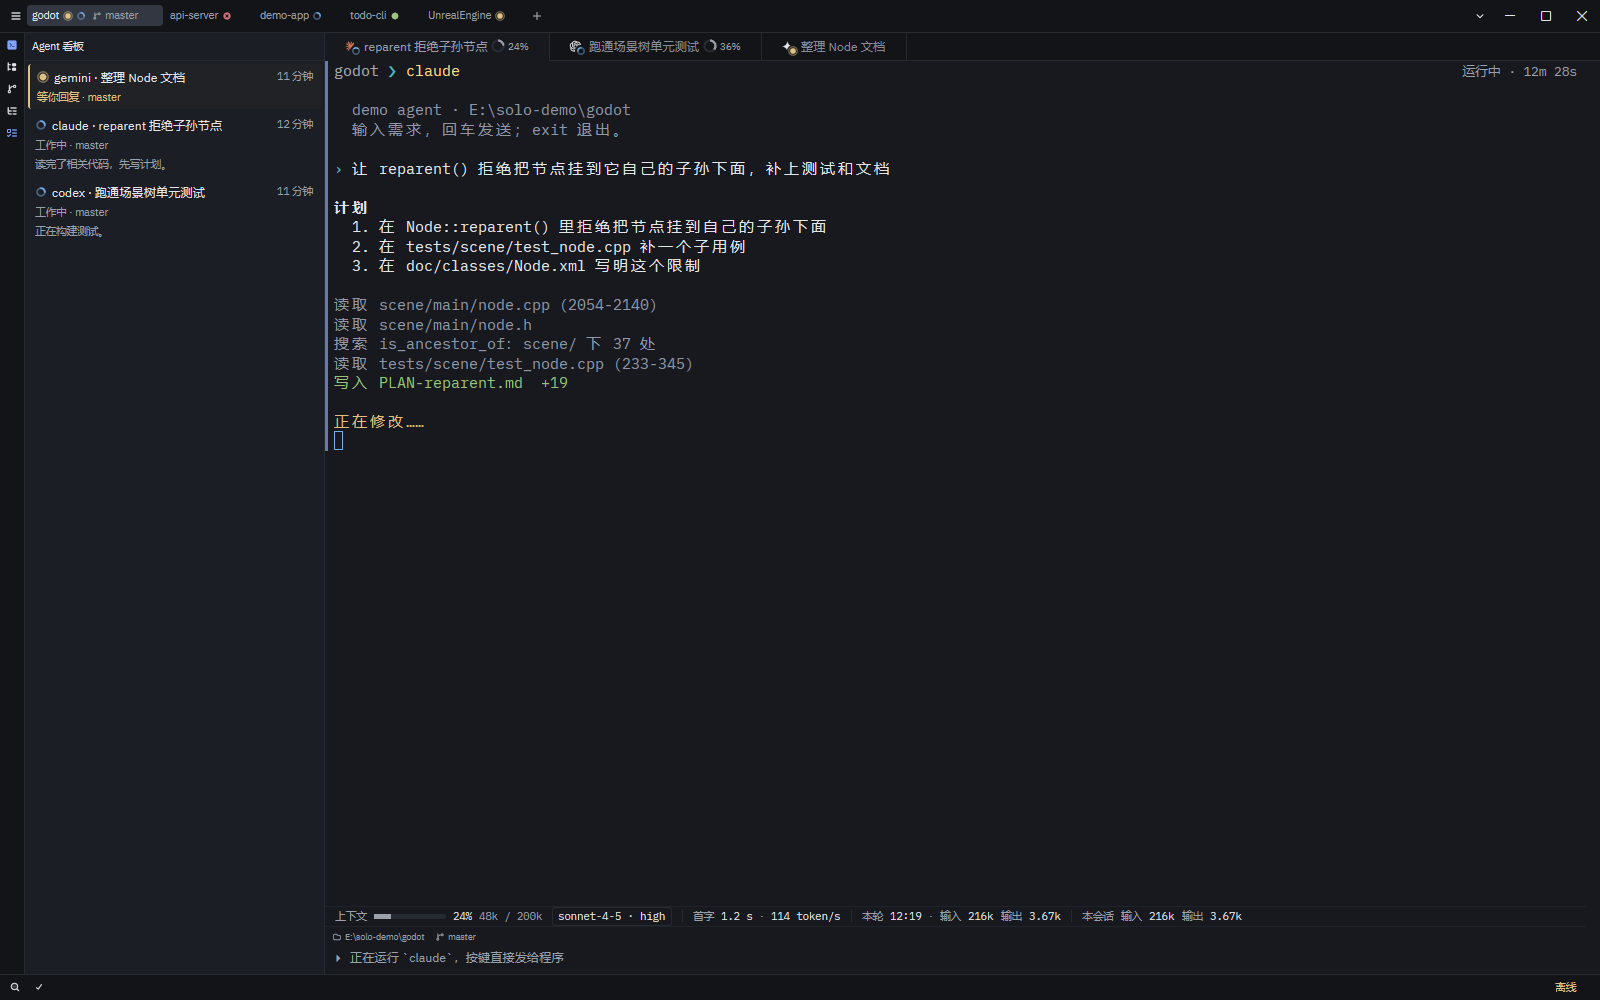 godot master api-server demo-app todo-cli UnrealEngine
Agent 看板
gemini · 整理 Node 文档 11 分钟
等你回复 · master
claude · reparent 拒绝子孙节点 12 分钟
工作中 · master
读完了相关代码，先写计划。
codex · 跑通场景树单元测试 11 分钟
工作中 · master
正在构建测试。
reparent 拒绝子孙节点 24% 跑通场景树单元测试 36% 整理 Node 文档
godot ❯ claude 运行中 · 12m 28s
demo agent · E:\solo-demo\godot
输入需求，回车发送；exit 退出。
› 让 reparent() 拒绝把节点挂到它自己的子孙下面，补上测试和文档
计划
1. 在 Node::reparent() 里拒绝把节点挂到自己的子孙下面
2. 在 tests/scene/test_node.cpp 补一个子用例
3. 在 doc/classes/Node.xml 写明这个限制
读取 scene/main/node.cpp (2054-2140)
读取 scene/main/node.h
搜索 is_ancestor_of: scene/ 下 37 处
读取 tests/scene/test_node.cpp (233-345)
写入 PLAN-reparent.md +19
正在修改……
上下文 24% 48k / 200k sonnet-4-5 · high 首字 1.2 s · 114 token/s 本轮 12:19 · 输入 216k 输出 3.67k 本会话 输入 216k 输出 3.67k
E:\solo-demo\godot master
正在运行 `claude`，按键直接发给程序
离线